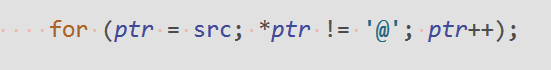 for (ptr = src; *ptr != '@'; ptr++);